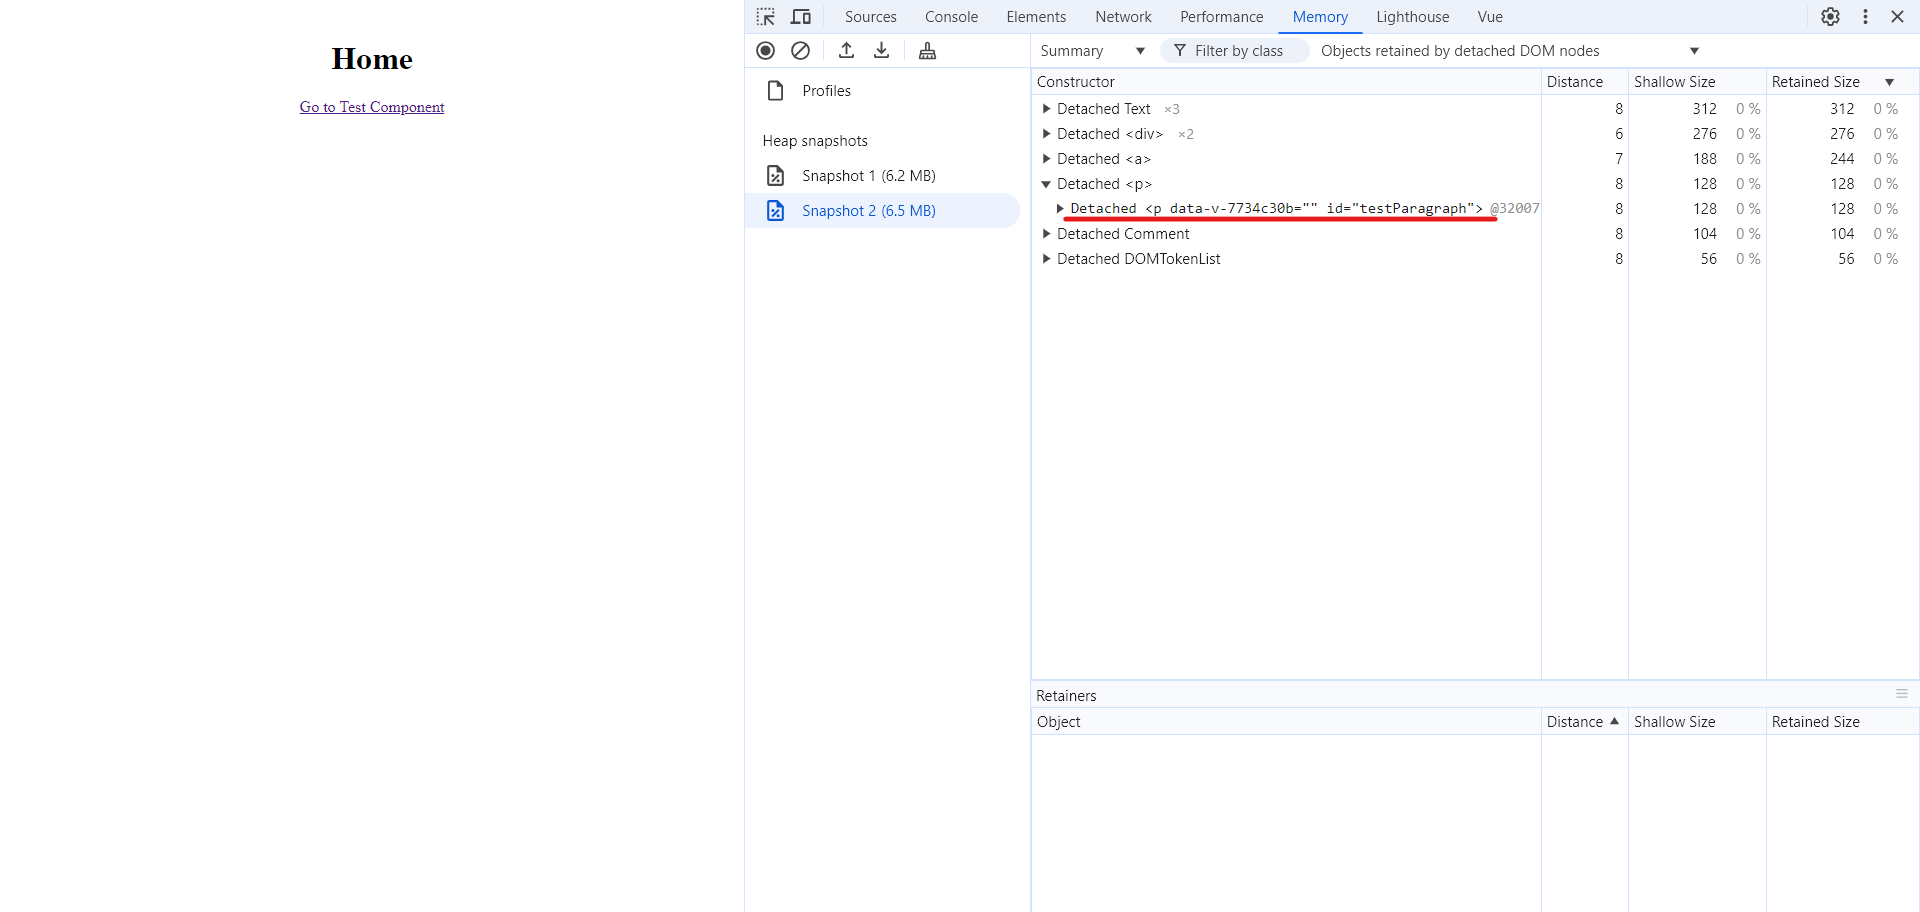 Home
Go to Test Component
Sources Console Elements Network Performance Memory Lighthouse Vue
Summary ▼ Filter by class Objects retained by detached DOM nodes ▼
Profiles
Heap snapshots
Snapshot 1 (6.2 MB)
Snapshot 2 (6.5 MB)
Constructor Distance Shallow Size Retained Size ▼
▶ Detached Text ×3 8 312 0 % 312 0 %
▶ Detached <div> ×2 6 276 0 % 276 0 %
▶ Detached <a> 7 188 0 % 244 0 %
▼ Detached <p> 8 128 0 % 128 0 %
▶ Detached <p data-v-7734c30b="" id="testParagraph"> @32007 8 128 0 % 128 0 %
▶ Detached Comment 8 104 0 % 104 0 %
▶ Detached DOMTokenList 8 56 0 % 56 0 %
Retainers
Object Distance ▲ Shallow Size Retained Size